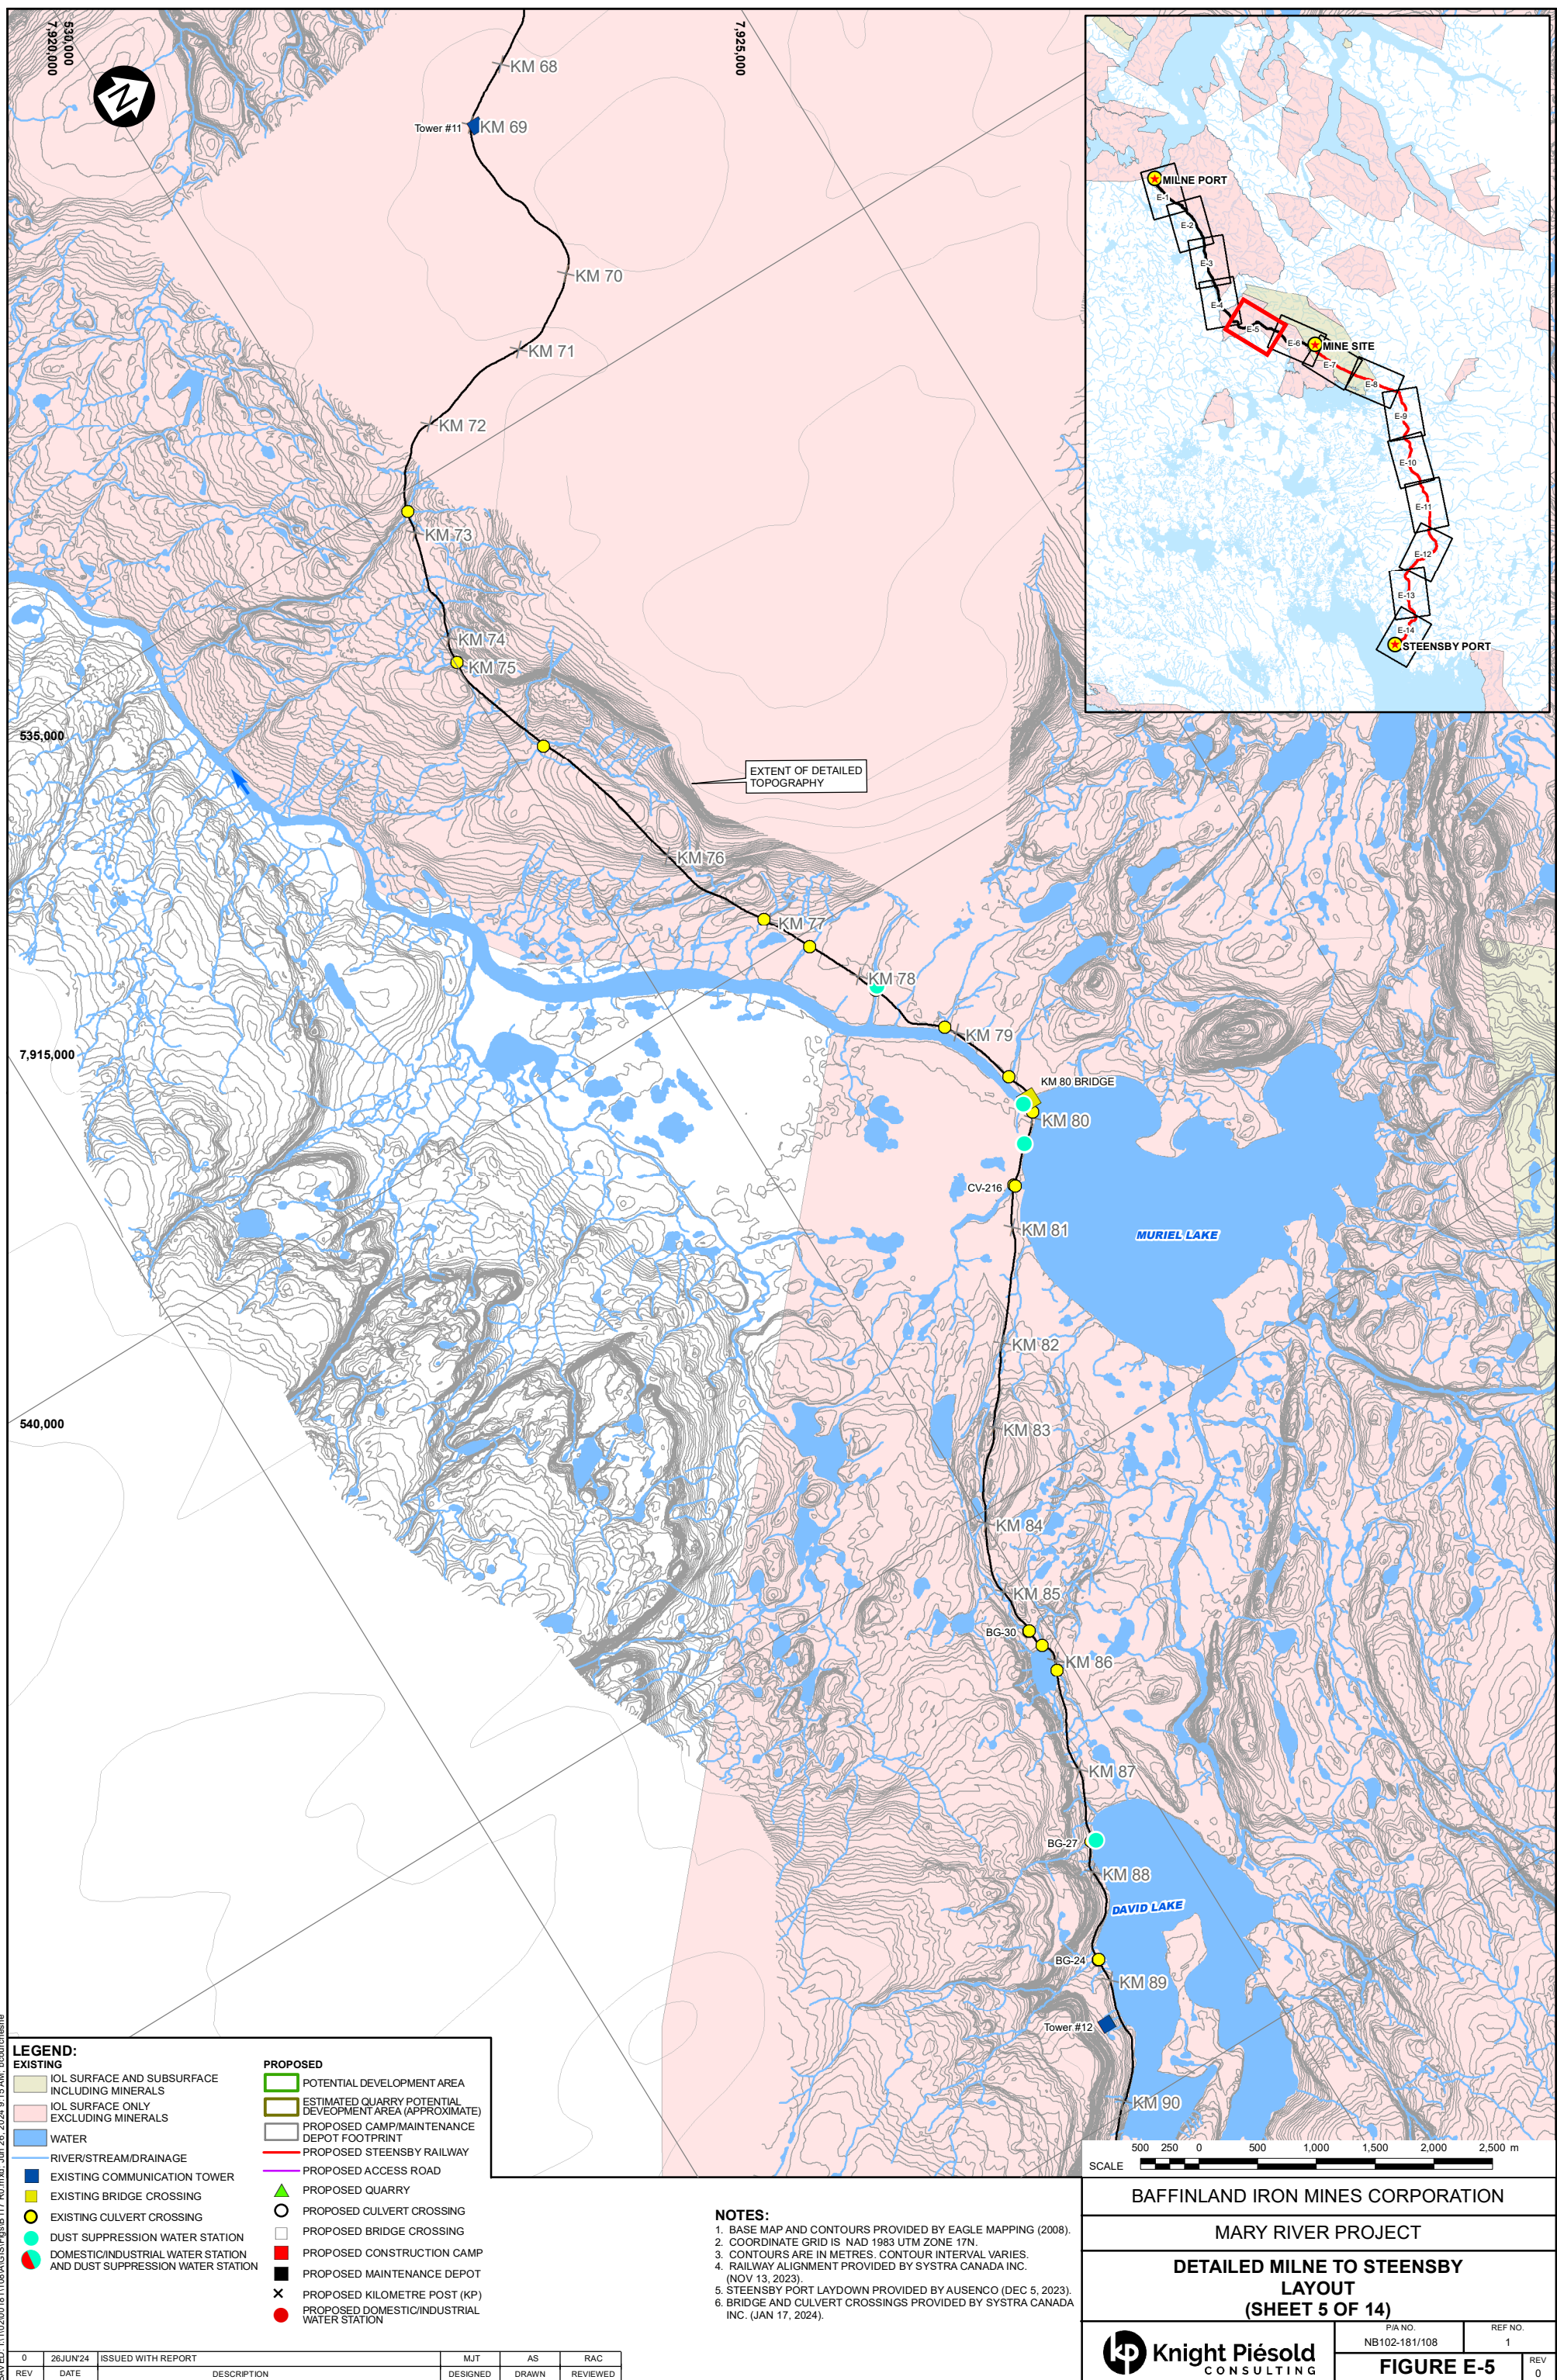 530,000
7,920,000
7,925,000
N
KM 68
Tower #11
KM 69
KM 70
KM 71
KM 72
KM 73
KM 74
KM 75
535,000
EXTENT OF DETAILED
TOPOGRAPHY
KM 76
KM 77
KM 78
KM 79
7,915,000
KM 80 BRIDGE
KM 80
CV-216
KM 81
MURIEL LAKE
KM 82
540,000
KM 83
KM 84
KM 85
BG-30
KM 86
KM 87
BG-27
KM 88
DAVID LAKE
BG-24
KM 89
Tower #12
KM 90
MILNE PORT
E-1
E-2
E-3
E-4
E-5
E-6
MINE SITE
E-7
E-8
E-9
E-10
E-11
E-12
E-13
E-14
STEENSBY PORT
LEGEND:
EXISTING
IOL SURFACE AND SUBSURFACE
INCLUDING MINERALS
IOL SURFACE ONLY
EXCLUDING MINERALS
WATER
RIVER/STREAM/DRAINAGE
EXISTING COMMUNICATION TOWER
EXISTING BRIDGE CROSSING
EXISTING CULVERT CROSSING
DUST SUPPRESSION WATER STATION
DOMESTIC/INDUSTRIAL WATER STATION
AND DUST SUPPRESSION WATER STATION
PROPOSED
POTENTIAL DEVELOPMENT AREA
ESTIMATED QUARRY POTENTIAL
DEVEOPMENT AREA (APPROXIMATE)
PROPOSED CAMP/MAINTENANCE
DEPOT FOOTPRINT
PROPOSED STEENSBY RAILWAY
PROPOSED ACCESS ROAD
PROPOSED QUARRY
PROPOSED CULVERT CROSSING
PROPOSED BRIDGE CROSSING
PROPOSED CONSTRUCTION CAMP
PROPOSED MAINTENANCE DEPOT
PROPOSED KILOMETRE POST (KP)
PROPOSED DOMESTIC/INDUSTRIAL
WATER STATION
NOTES:
1. BASE MAP AND CONTOURS PROVIDED BY EAGLE MAPPING (2008).
2. COORDINATE GRID IS NAD 1983 UTM ZONE 17N.
3. CONTOURS ARE IN METRES. CONTOUR INTERVAL VARIES.
4. RAILWAY ALIGNMENT PROVIDED BY SYSTRA CANADA INC.
(NOV 13, 2023).
5. STEENSBY PORT LAYDOWN PROVIDED BY AUSENCO (DEC 5, 2023).
6. BRIDGE AND CULVERT CROSSINGS PROVIDED BY SYSTRA CANADA
INC. (JAN 17, 2024).
500 250 0 500 1,000 1,500 2,000 2,500 m
SCALE
BAFFINLAND IRON MINES CORPORATION
MARY RIVER PROJECT
DETAILED MILNE TO STEENSBY
LAYOUT
(SHEET 5 OF 14)
Knight Piésold
CONSULTING
P/A NO.
NB102-181/108
REF NO.
1
FIGURE E-5
REV
0
0 26JUN'24 ISSUED WITH REPORT MJT AS RAC
REV DATE DESCRIPTION DESIGNED DRAWN REVIEWED